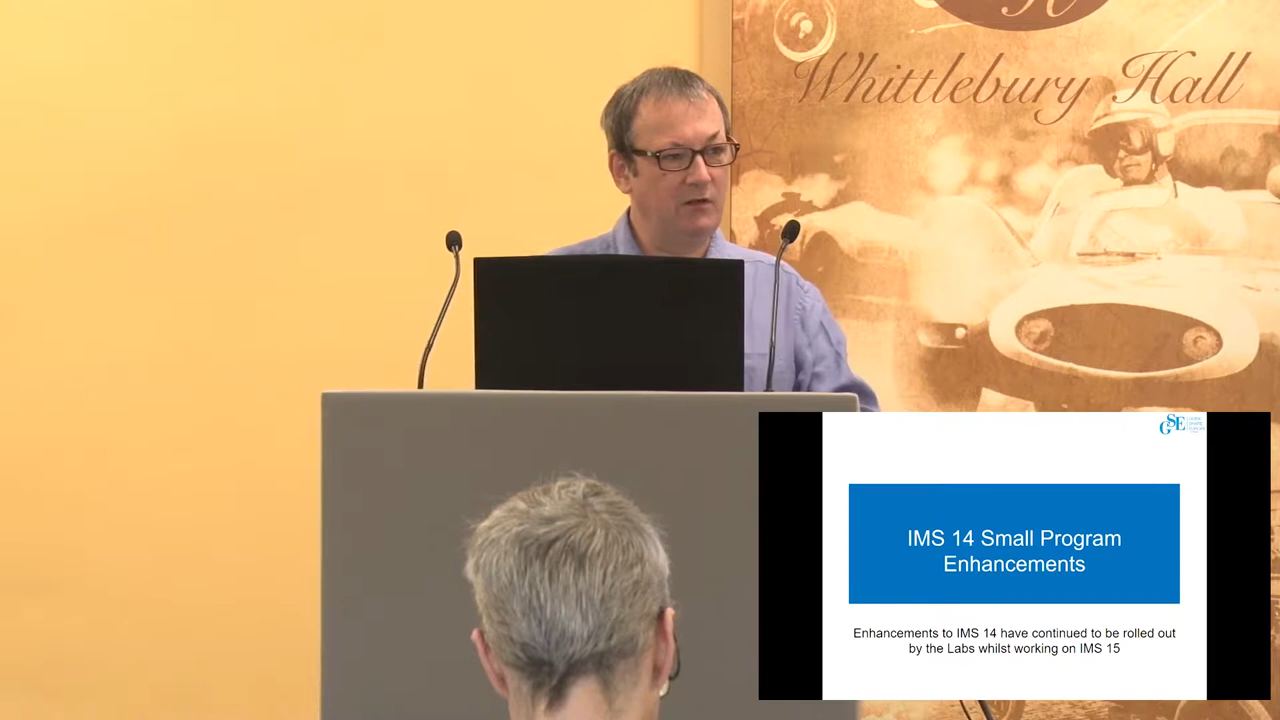 Whittlebury Hall
GSE
IMS 14 Small Program
Enhancements
Enhancements to IMS 14 have continued to be rolled out
by the Labs whilst working on IMS 15